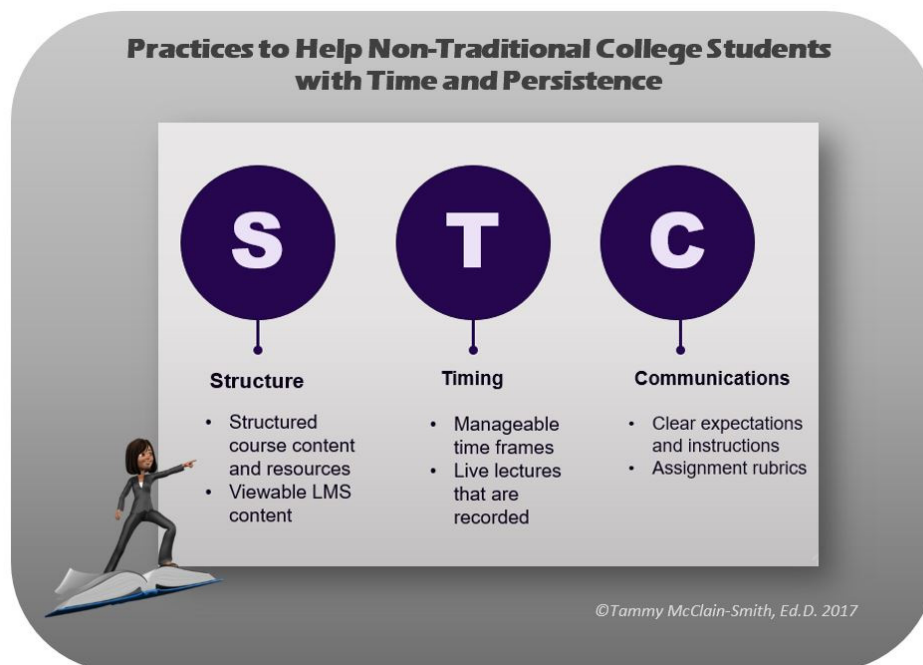 Practices to Help Non-Traditional College Students
with Time and Persistence
S
T
C
Structure
• Structured
course content
and resources
• Viewable LMS
content
Timing
• Manageable
time frames
• Live lectures
that are
recorded
Communications
• Clear expectations
and instructions
• Assignment rubrics
©Tammy McClain-Smith, Ed.D. 2017